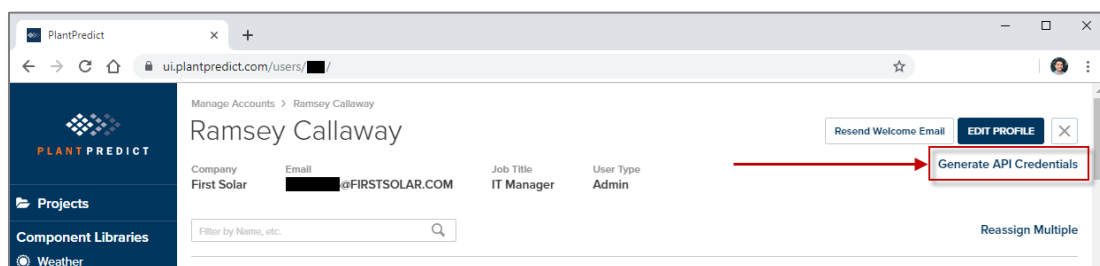 PlantPredict
ui.plantpredict.com/users/ /
Manage Accounts > Ramsey Callaway
Ramsey Callaway
Resend Welcome Email
EDIT PROFILE
PLANTPREDICT
Generate API Credentials
Company Email Job Title User Type
First Solar @FIRSTSOLAR.COM IT Manager Admin
Projects
Filter by Name, etc.
Reassign Multiple
Component Libraries
Weather